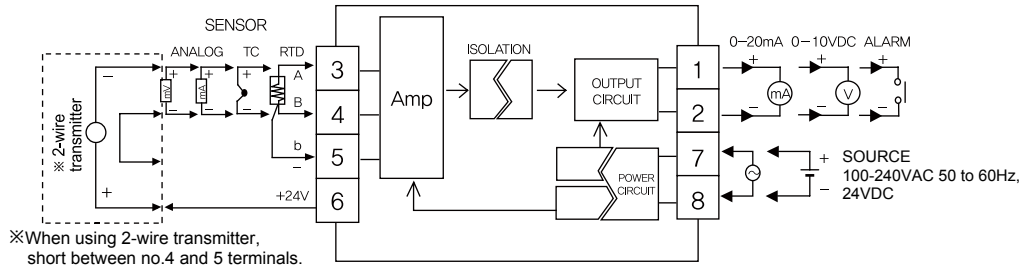 SENSOR
ANALOG TC RTD
※ 2-wire
transmitter
−
+
+
mV
−
+
mA
−
+
−
A
B
b
−
+24V
3
4
5
6
Amp
ISOLATION
OUTPUT
CIRCUIT
POWER
CIRCUIT
1
2
7
8
0-20mA 0-10VDC ALARM
+
mA
−
+
V
−
+
−
+
−
SOURCE
100-240VAC 50 to 60Hz,
24VDC
※When using 2-wire transmitter,
short between no.4 and 5 terminals.